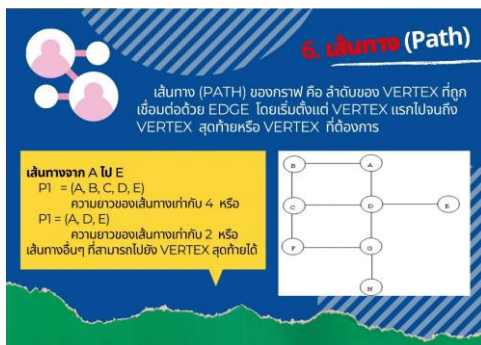 6. เส้นทาง (Path)
เส้นทาง (PATH) ของกราฟ คือ ลำดับของ VERTEX ที่ถูก
เชื่อมต่อด้วย EDGE โดยเริ่มตั้งแต่ VERTEX แรกไปจนถึง
VERTEX สุดท้ายหรือ VERTEX ที่ต้องการ
เส้นทางจาก A ไป E
P1 = (A, B, C, D, E)
ความยาวของเส้นทางเท่ากับ 4 หรือ
P1 = (A, D, E)
ความยาวของเส้นทางเท่ากับ 2 หรือ
เส้นทางอื่นๆ ที่สามารถไปยัง VERTEX สุดท้ายได้
B A
C D E
F G
H